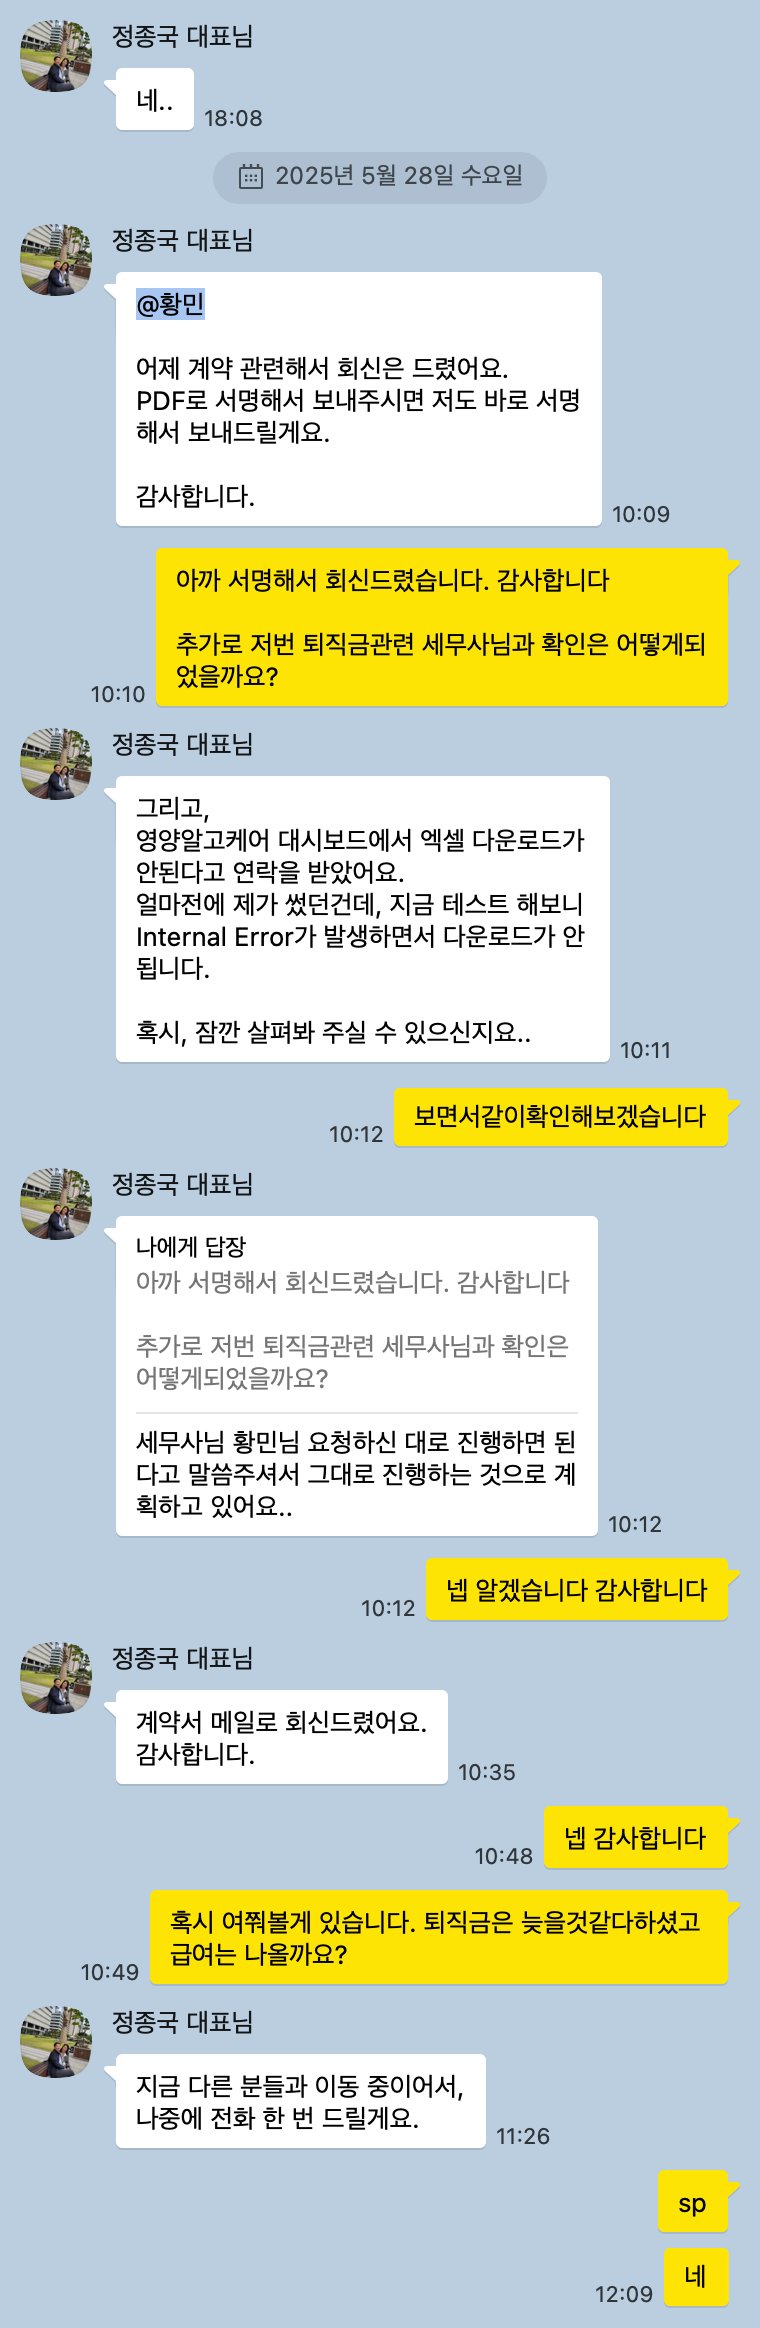 정종국 대표님
네..
18:08
2025년 5월 28일 수요일
정종국 대표님
@황민
어제 계약 관련해서 회신은 드렸어요.
PDF로 서명해서 보내주시면 저도 바로 서명
해서 보내드릴게요.
감사합니다.
10:09
아까 서명해서 회신드렸습니다. 감사합니다
추가로 저번 퇴직금관련 세무사님과 확인은 어떻게되
었을까요?
10:10
정종국 대표님
그리고,
영양알고케어 대시보드에서 엑셀 다운로드가
안된다고 연락을 받았어요.
얼마전에 제가 썼던건데, 지금 테스트 해보니
Internal Error가 발생하면서 다운로드가 안
됩니다.
혹시, 잠깐 살펴봐 주실 수 있으신지요..
10:11
보면서같이확인해보겠습니다
10:12
정종국 대표님
나에게 답장
아까 서명해서 회신드렸습니다. 감사합니다
추가로 저번 퇴직금관련 세무사님과 확인은
어떻게되었을까요?
세무사님 황민님 요청하신 대로 진행하면 된
다고 말씀주셔서 그대로 진행하는 것으로 계
획하고 있어요..
10:12
넵 알겠습니다 감사합니다
10:12
정종국 대표님
계약서 메일로 회신드렸어요.
감사합니다.
10:35
넵 감사합니다
10:48
혹시 여쭤볼게 있습니다. 퇴직금은 늦을것같다하셨고
급여는 나올까요?
10:49
정종국 대표님
지금 다른 분들과 이동 중이어서,
나중에 전화 한 번 드릴게요.
11:26
sp
네
12:09